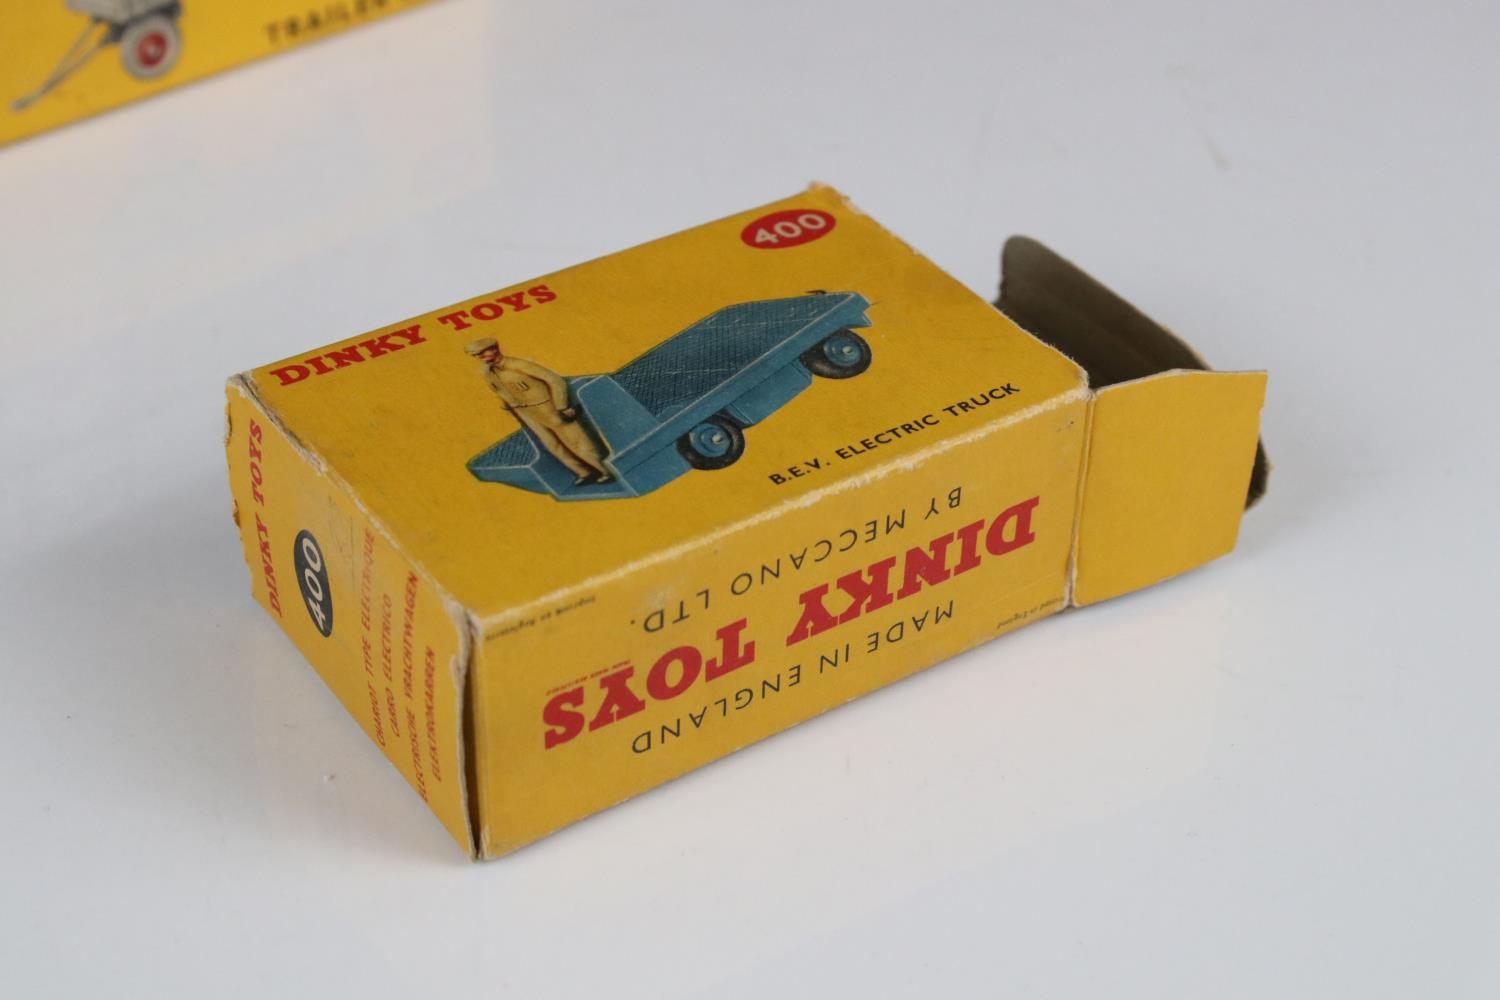 TRAILER
DINKY TOYS
400
B.E.V. ELECTRIC TRUCK
DINKY TOYS
BY MECCANO LTD.
MADE IN ENGLAND
DINKY TOYS
400
CHARIOT TYPE ELECTRIQUE
CARRO ELECTRICO
ELECTRISCHE VRACHTWAGEN
ELEKTROKARREN